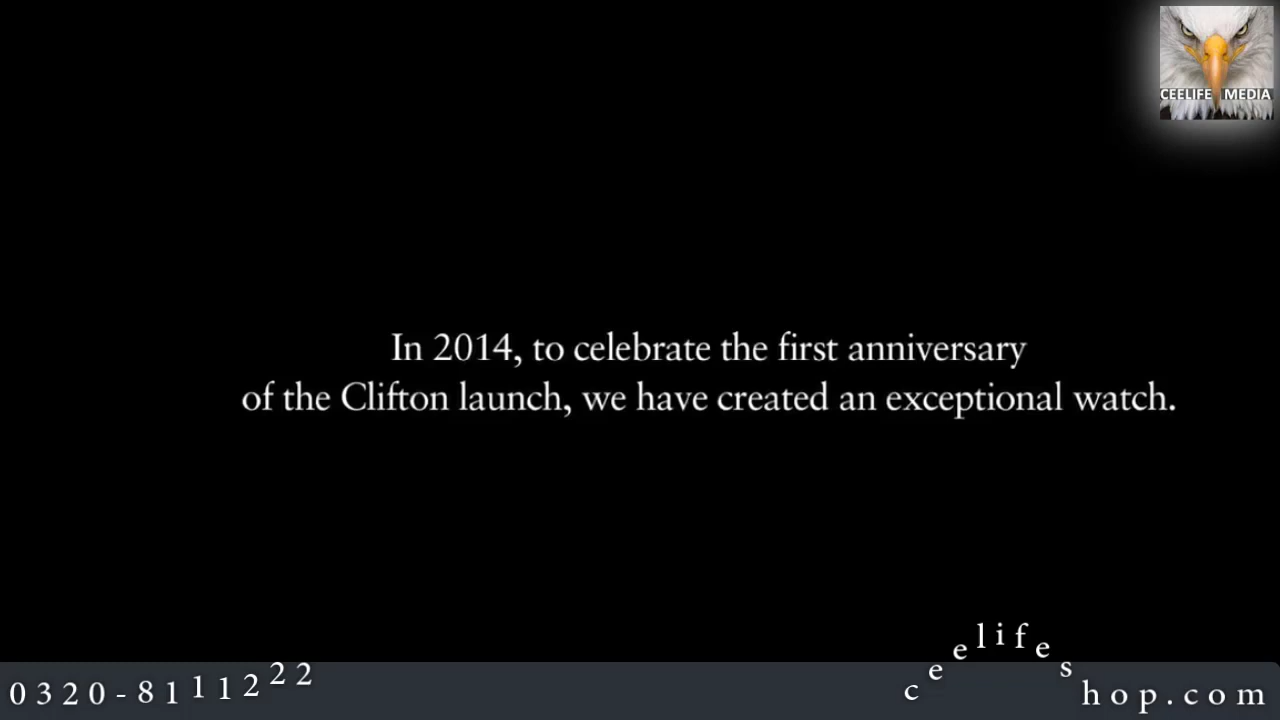 CEELIFE MEDIA
In 2014, to celebrate the first anniversary
of the Clifton launch, we have created an exceptional watch.
0320-8111222
ceelifeshop.com